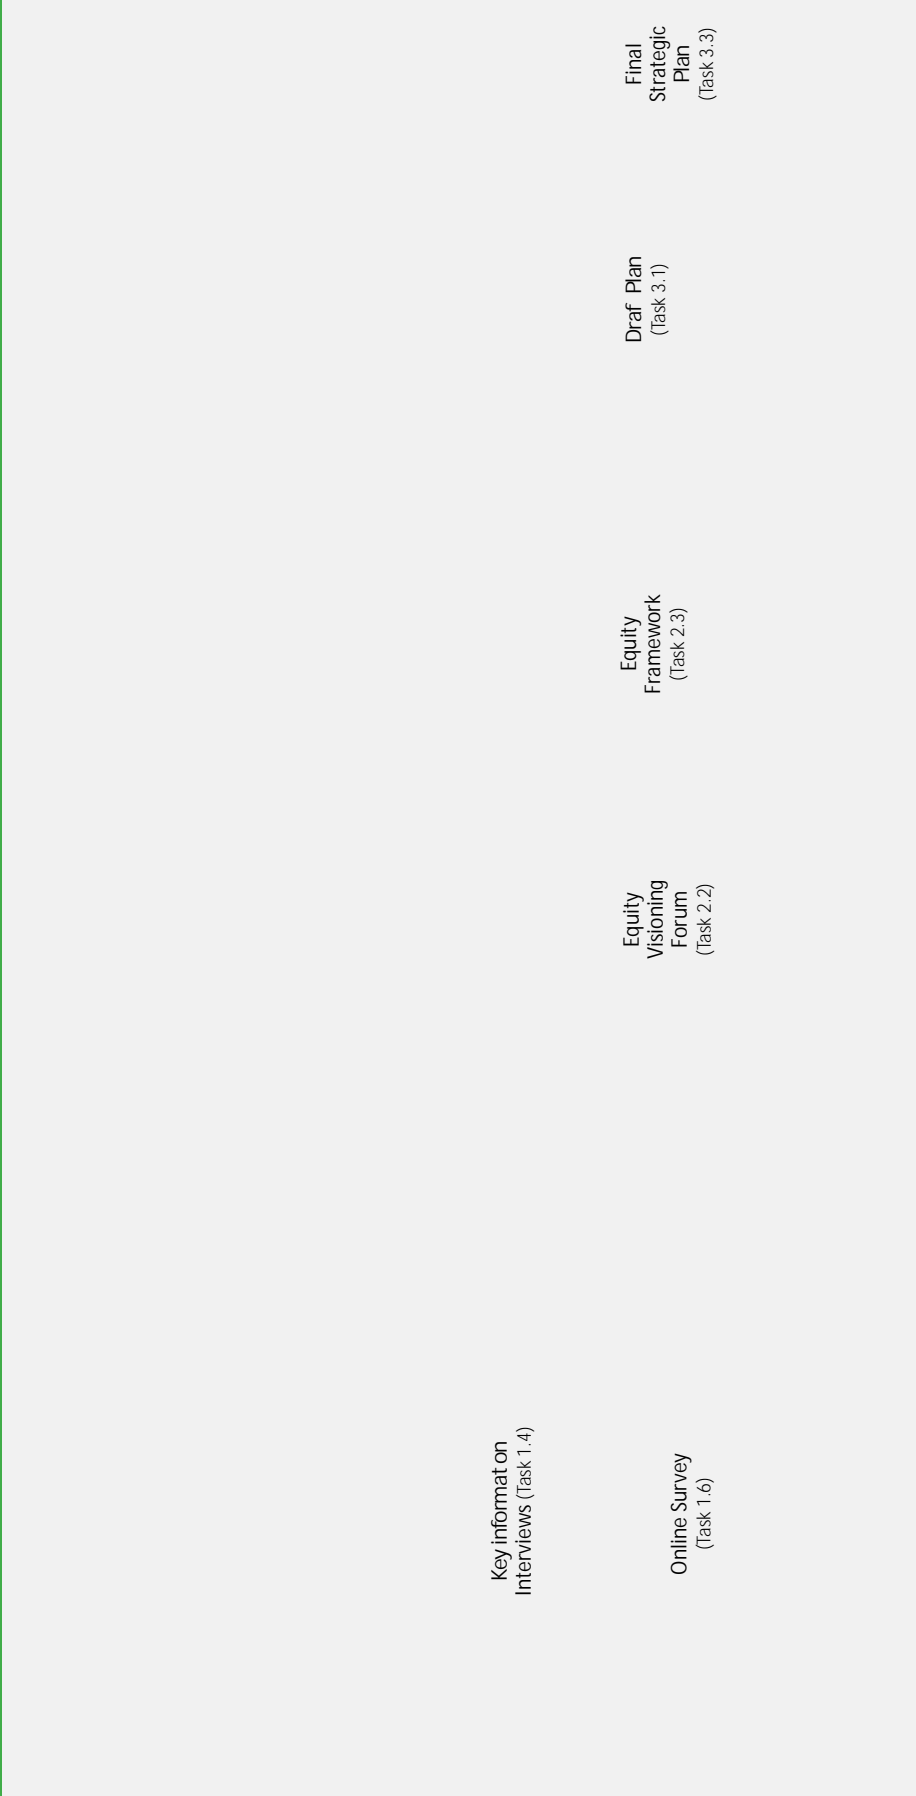 Key informat on
Interviews (Task 1.4)
Online Survey
(Task 1.6)
Equity
Visioning
Forum
(Task 2.2)
Equity
Framework
(Task 2.3)
Draf  Plan
(Task 3.1)
Final
Strategic
Plan
(Task 3.3)